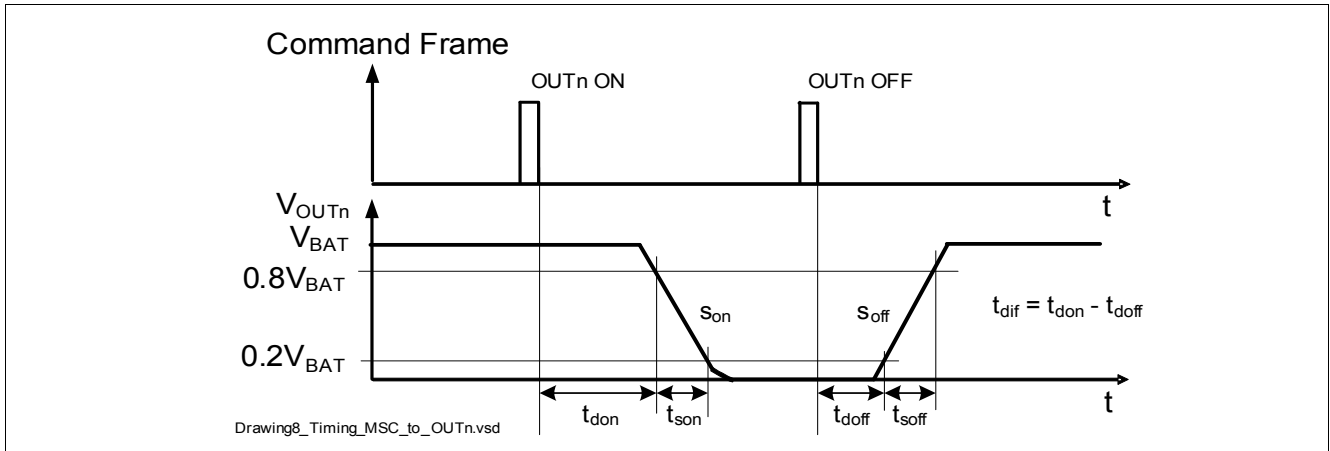 Command Frame
OUTn ON
OUTn OFF
t
VOUTn
VBAT
0.8VBAT
son
soff
tdif = tdon - tdoff
0.2VBAT
t
tdon
tson
tdoff
tsoff
Drawing8_Timing_MSC_to_OUTn.vsd